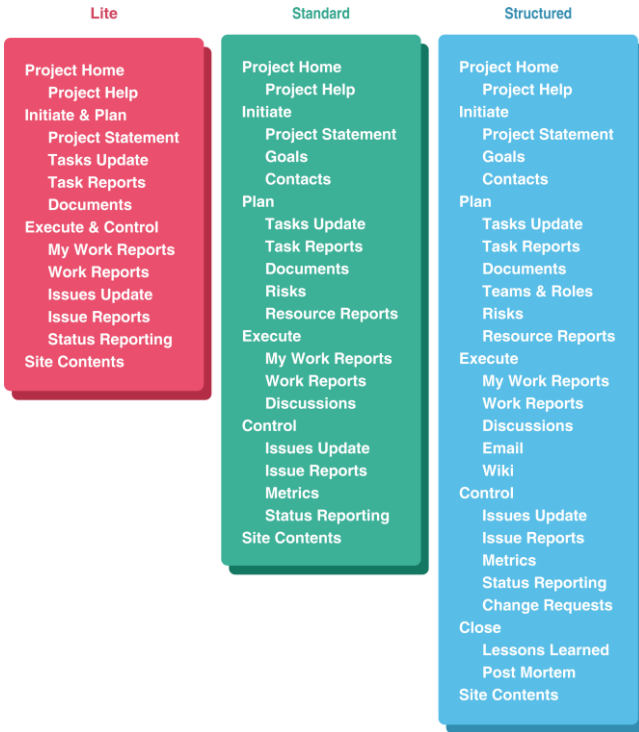 Lite
Project Home
Project Help
Initiate & Plan
Project Statement
Tasks Update
Task Reports
Documents
Execute & Control
My Work Reports
Work Reports
Issues Update
Issue Reports
Status Reporting
Site Contents
Standard
Project Home
Project Help
Initiate
Project Statement
Goals
Contacts
Plan
Tasks Update
Task Reports
Documents
Risks
Resource Reports
Execute
My Work Reports
Work Reports
Discussions
Control
Issues Update
Issue Reports
Metrics
Status Reporting
Site Contents
Structured
Project Home
Project Help
Initiate
Project Statement
Goals
Contacts
Plan
Tasks Update
Task Reports
Documents
Teams & Roles
Risks
Resource Reports
Execute
My Work Reports
Work Reports
Discussions
Email
Wiki
Control
Issues Update
Issue Reports
Metrics
Status Reporting
Change Requests
Close
Lessons Learned
Post Mortem
Site Contents